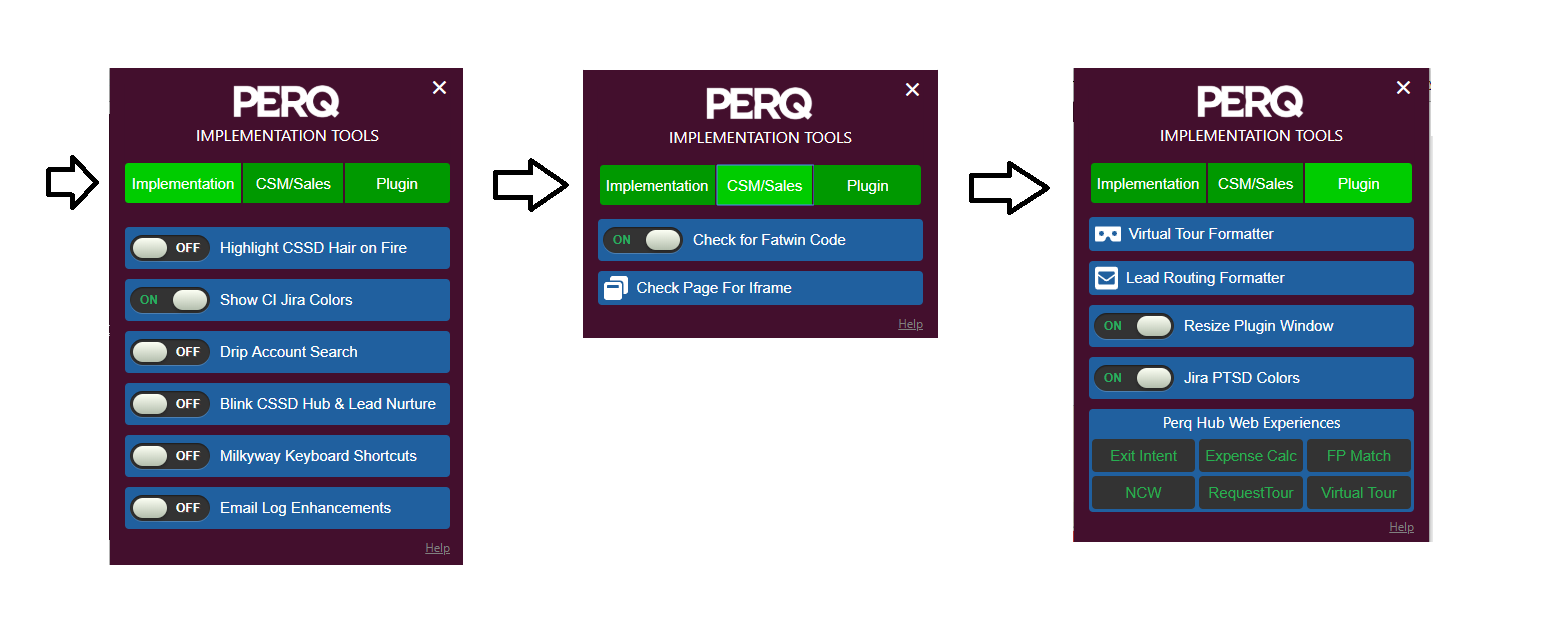 PERQ
IMPLEMENTATION TOOLS
Implementation CSM/Sales Plugin
OFF Highlight CSSD Hair on Fire
ON Show CI Jira Colors
OFF Drip Account Search
OFF Blink CSSD Hub & Lead Nurture
OFF Milkyway Keyboard Shortcuts
OFF Email Log Enhancements
Help
PERQ
IMPLEMENTATION TOOLS
Implementation CSM/Sales Plugin
ON Check for Fatwin Code
Check Page For Iframe
Help
PERQ
IMPLEMENTATION TOOLS
Implementation CSM/Sales Plugin
Virtual Tour Formatter
Lead Routing Formatter
ON Resize Plugin Window
ON Jira PTSD Colors
Perq Hub Web Experiences
Exit Intent Expense Calc FP Match
NCW RequestTour Virtual Tour
Help